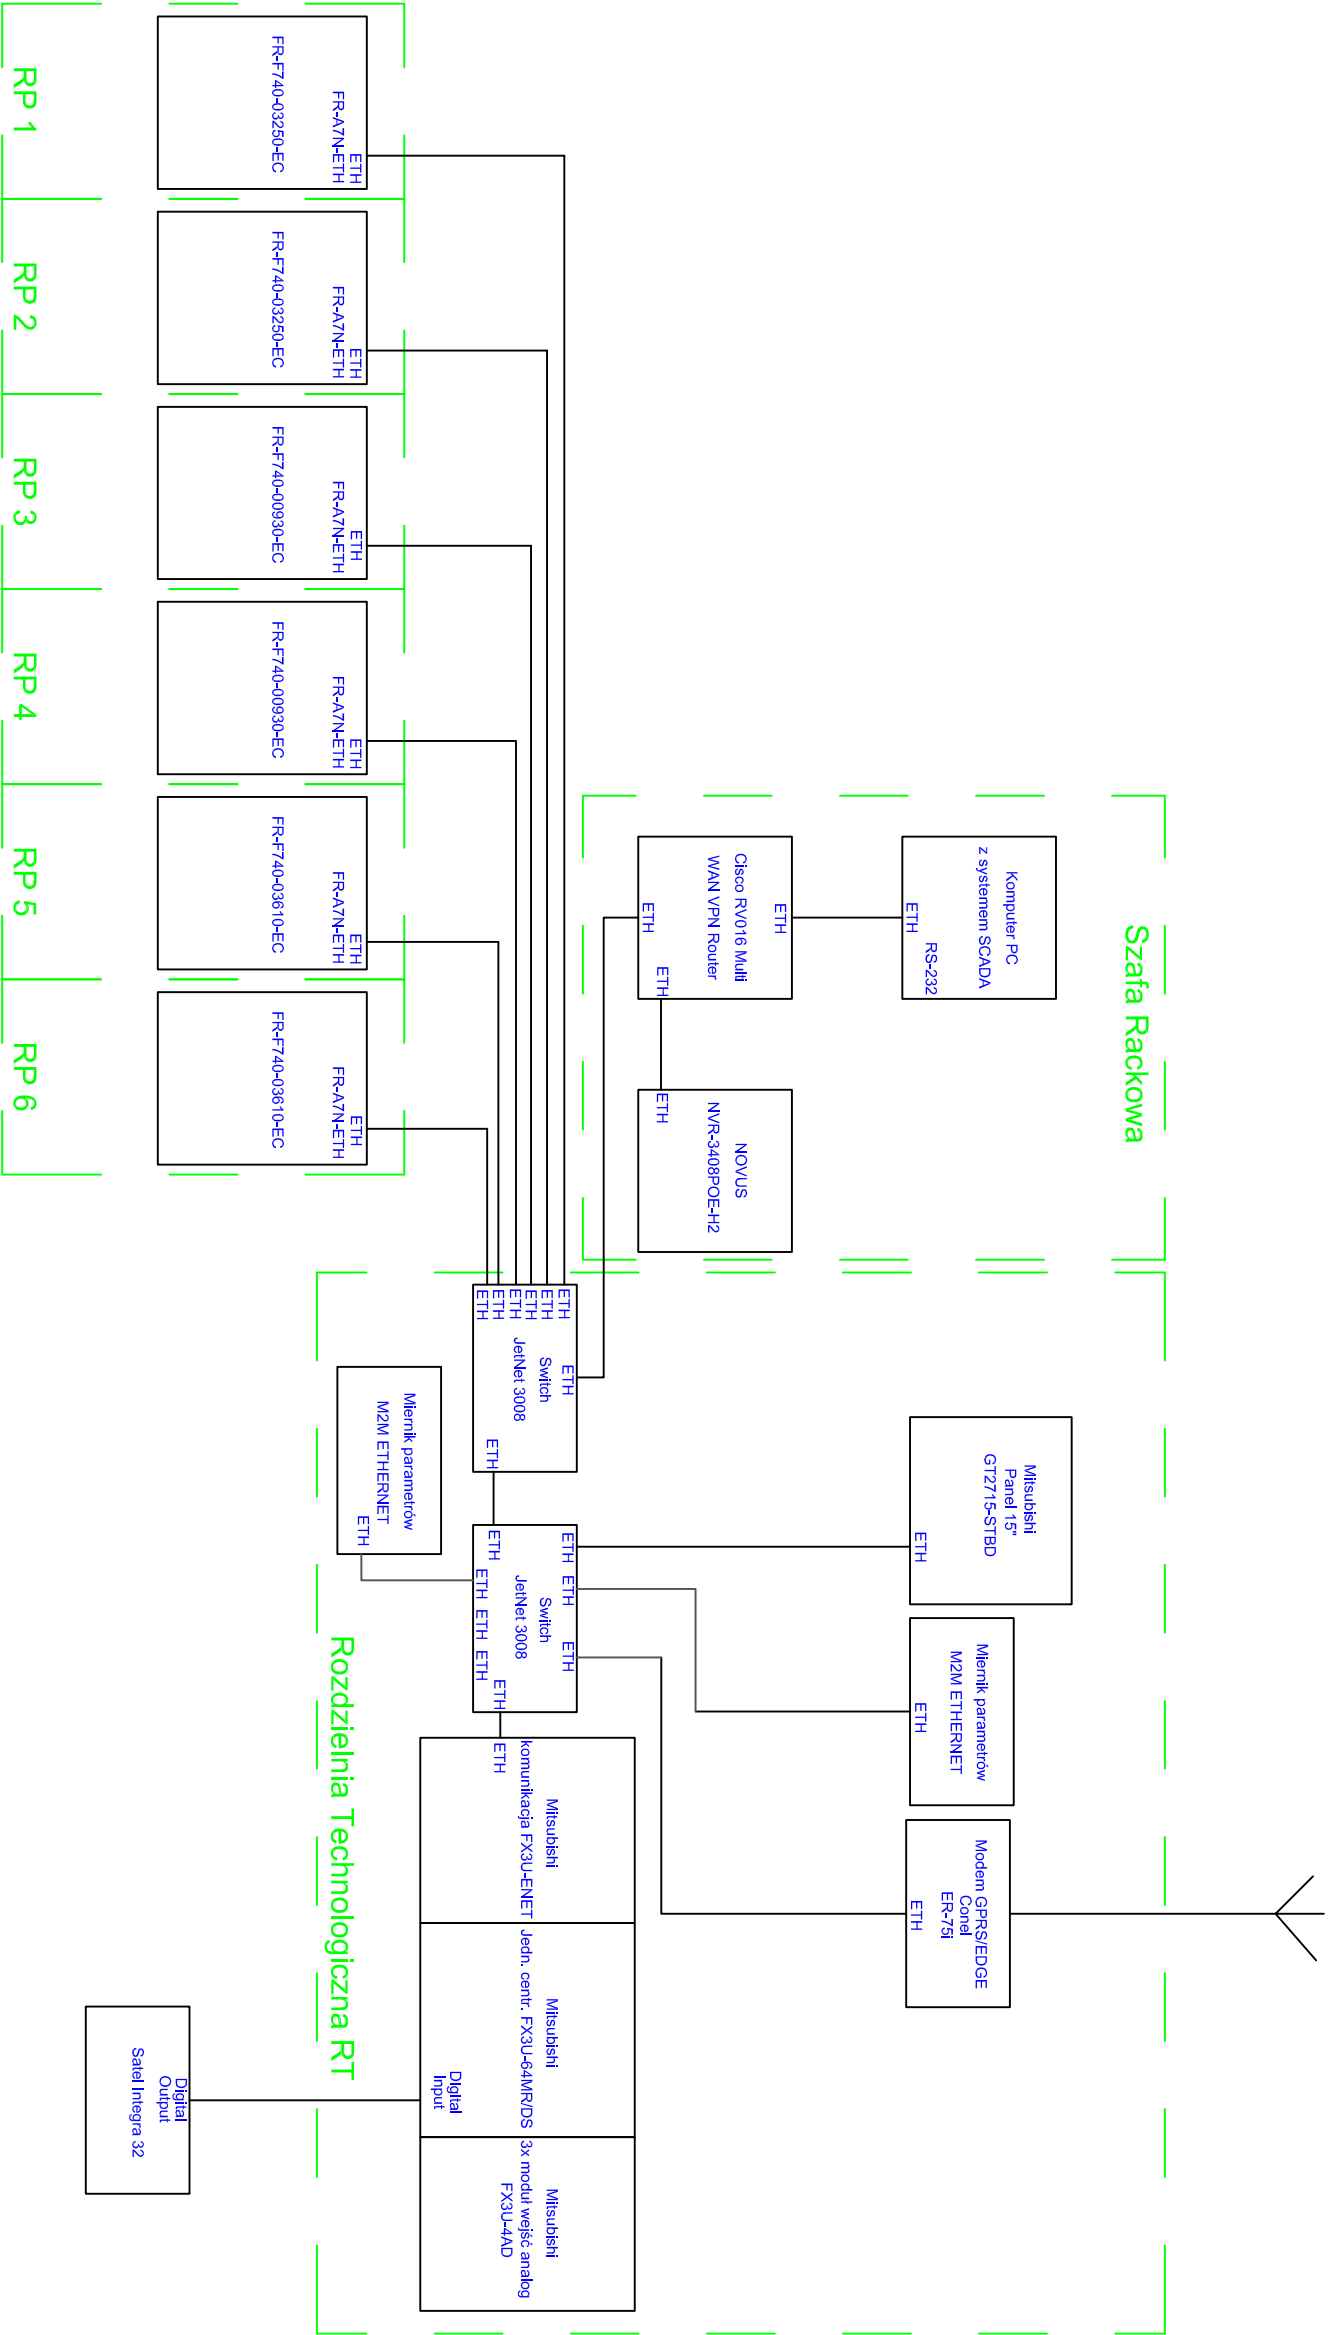 Szafa Rackowa
Komputer PC
z systemem SCADA
RS-232
ETH
ETH
Cisco RV016 Multi
WAN VPN Router
ETH
ETH
NOVUS
NVR-3408POE-H2
ETH
Mitsubishi
Panel 15"
GT2715-STBD
ETH
Miernik parametrów
M2M ETHERNET
ETH
Modem GPRS/EDGE
Conel
ER-75i
ETH
ETH
ETH
ETH
ETH
ETH
ETH
ETH
Switch
JetNet 3008
ETH
ETH
ETH
ETH
ETH
Switch
JetNet 3008
ETH
ETH
ETH
ETH
ETH
Miernik parametrów
M2M ETHERNET
ETH
Mitsubishi
komunikacja FX3U-ENET
ETH
Mitsubishi
Jedn. centr. FX3U-64MR/DS
Digital
Input
Mitsubishi
3x moduł wejść analog
FX3U-4AD
Rozdzielnia Technologiczna RT
Digital
Output
Satel Integra 32
ETH
FR-A7N-ETH
FR-F740-03250-EC
RP 1
ETH
FR-A7N-ETH
FR-F740-03250-EC
RP 2
ETH
FR-A7N-ETH
FR-F740-00930-EC
RP 3
ETH
FR-A7N-ETH
FR-F740-00930-EC
RP 4
ETH
FR-A7N-ETH
FR-F740-03610-EC
RP 5
ETH
FR-A7N-ETH
FR-F740-03610-EC
RP 6